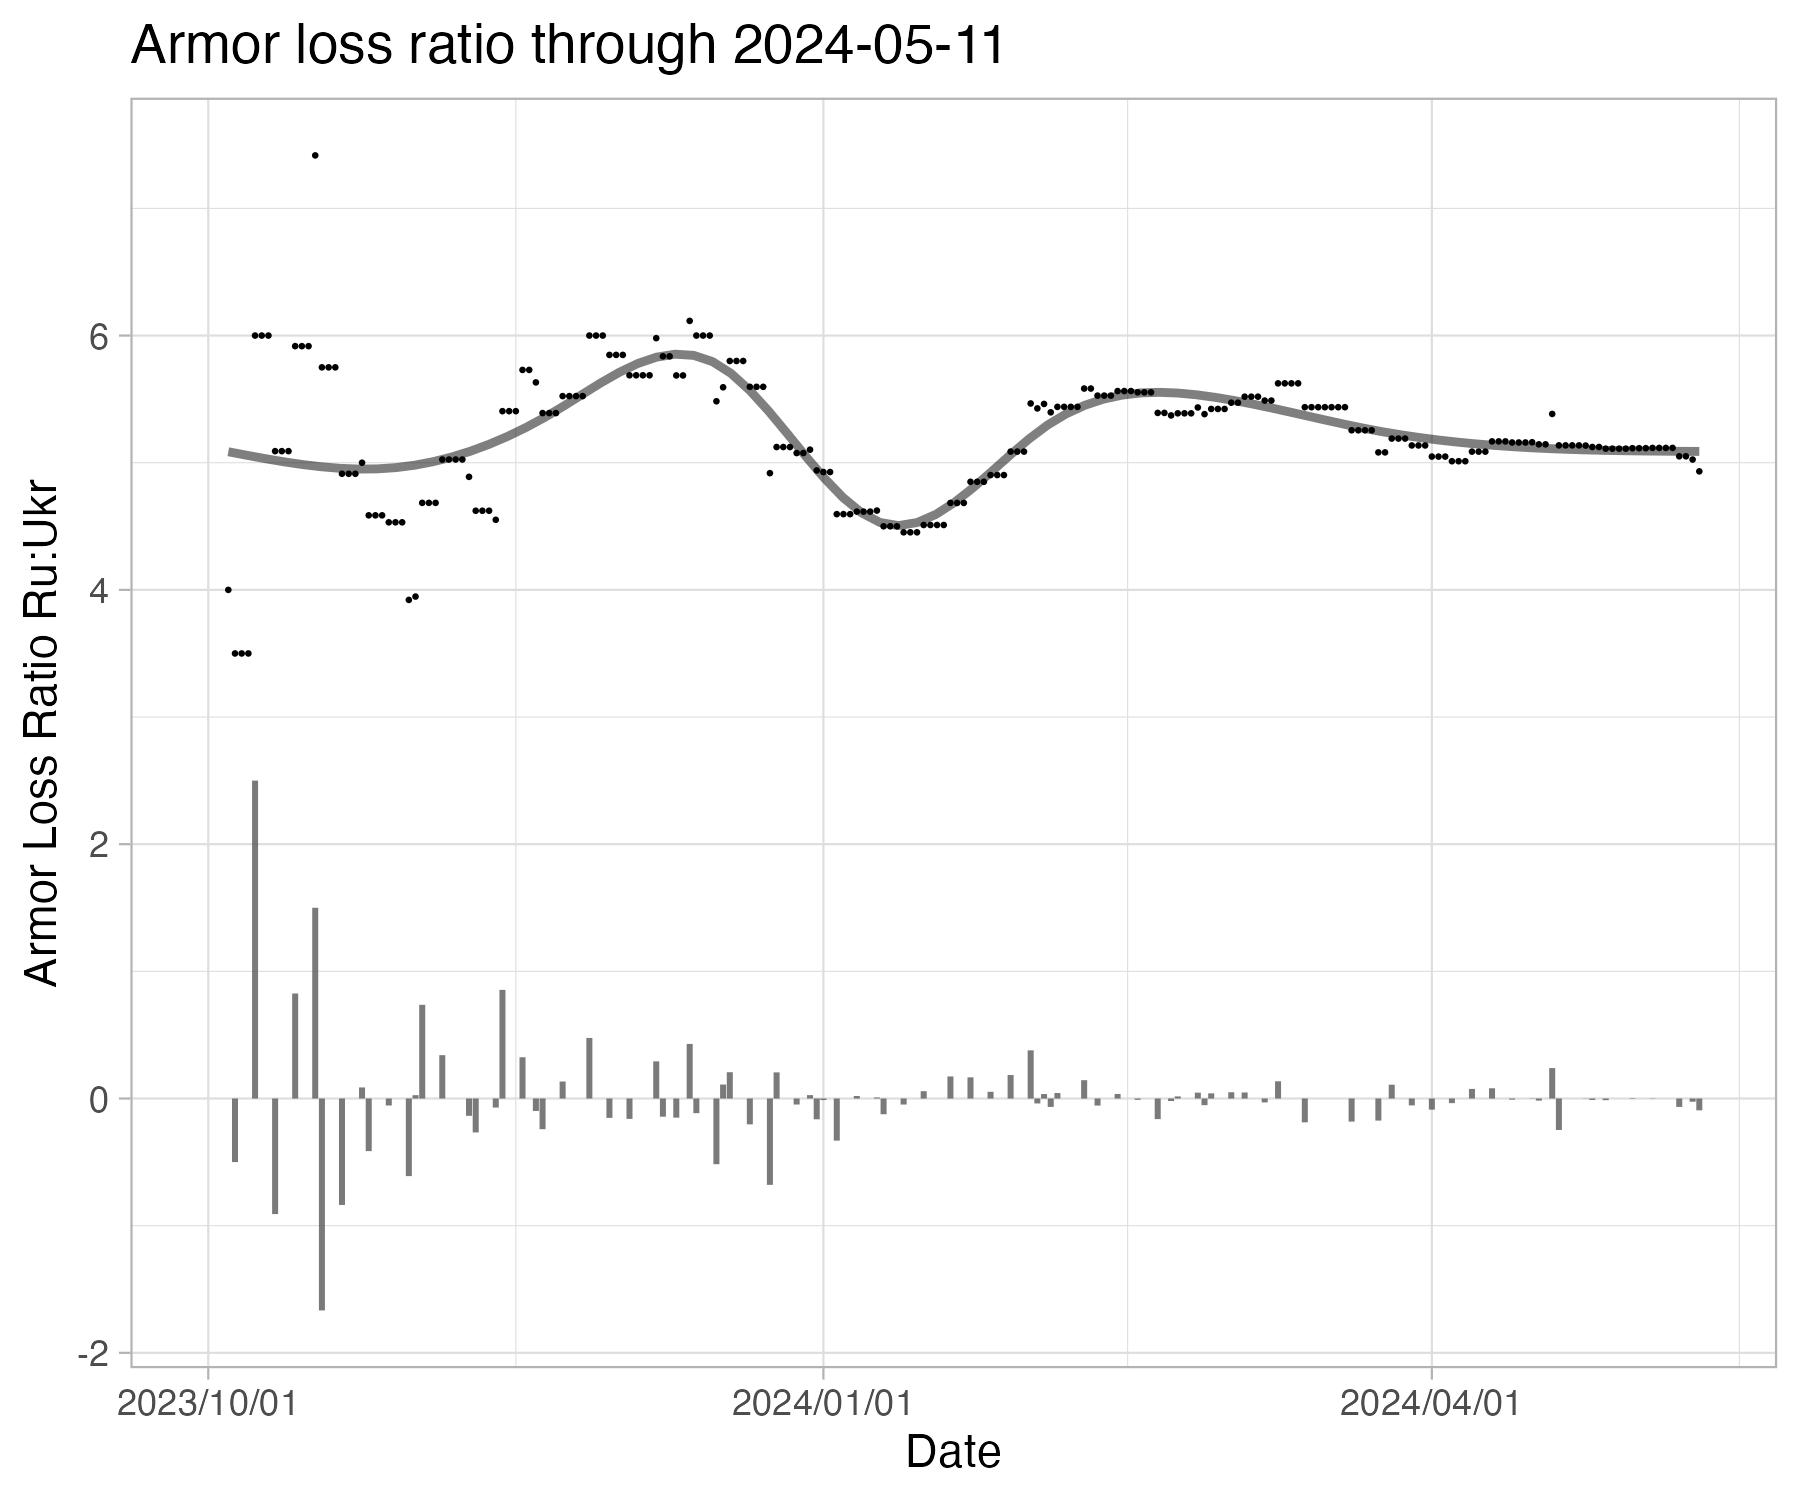 Armor loss ratio through 2024-05-11
Armor Loss Ratio Ru:Ukr
6
4
2
0
-2
2023/10/01
2024/01/01
2024/04/01
Date